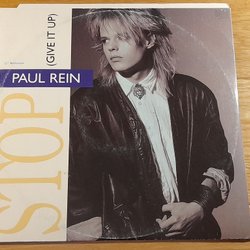 STOP
(GIVE IT UP)
PAUL REIN